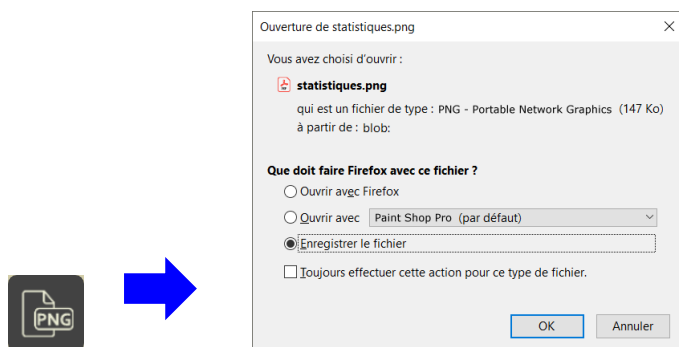 Ouverture de statistiques.png
Vous avez choisi d'ouvrir :
statistiques.png
qui est un fichier de type : PNG - Portable Network Graphics (147 Ko)
à partir de : blob:
Que doit faire Firefox avec ce fichier ?
Ouvrir avec Firefox
Ouvrir avec Paint Shop Pro (par défaut)
Enregistrer le fichier
Toujours effectuer cette action pour ce type de fichier.
OK Annuler
PNG